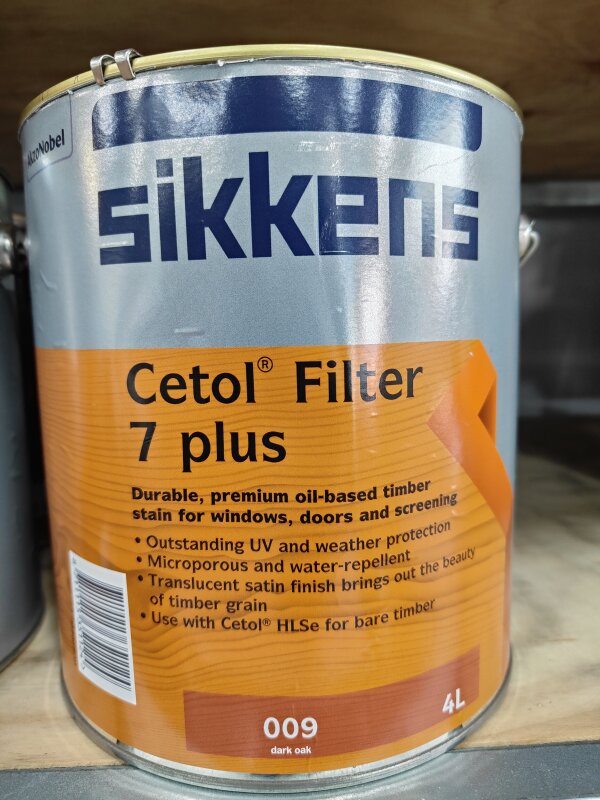 AkzoNobel
sikkens
Cetol® Filter
7 plus
Durable, premium oil-based timber
stain for windows, doors and screening
• Outstanding UV and weather protection
• Microporous and water-repellent
• Translucent satin finish brings out the beauty
of timber grain
• Use with Cetol® HLSe for bare timber
4L
009
dark oak